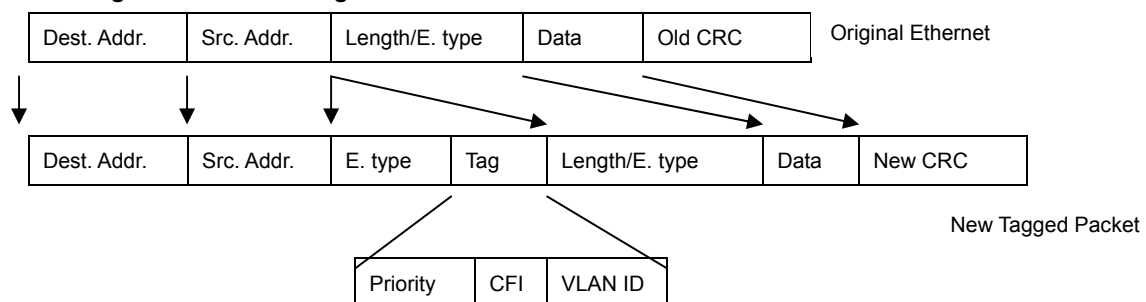 Dest. Addr. Src. Addr. Length/E. type Data Old CRC Original Ethernet
Dest. Addr. Src. Addr. E. type Tag Length/E. type Data New CRC
New Tagged Packet
Priority CFI VLAN ID